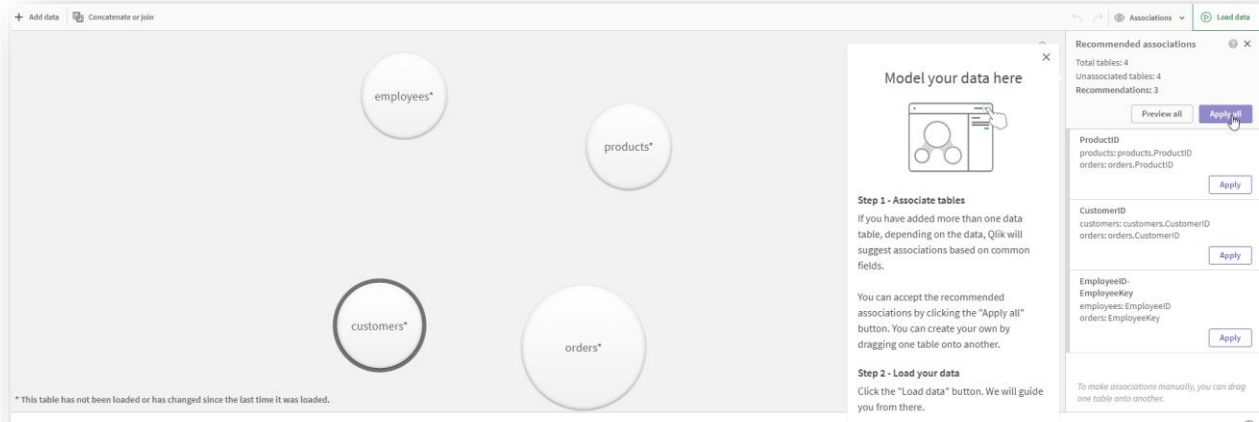 Add data
Concatenate or join
Associations
Load data
employees*
products*
customers*
orders*
* This table has not been loaded or has changed since the last time it was loaded.
Model your data here
Step 1 - Associate tables
If you have added more than one data
table, depending on the data, Qlik will
suggest associations based on common
fields.
You can accept the recommended
associations by clicking the "Apply all"
button. You can create your own by
dragging one table onto another.
Step 2 - Load your data
Click the "Load data" button. We will guide
you from there.
Recommended associations
Total tables: 4
Unassociated tables: 4
Recommendations: 3
Preview all
Apply all
ProductID
products: products.ProductID
orders: orders.ProductID
Apply
CustomerID
customers: customers.CustomerID
orders: orders.CustomerID
Apply
EmployeeID-
EmployeeKey
employees: EmployeeID
orders: EmployeeKey
Apply
To make associations manually, you can drag
one table onto another.